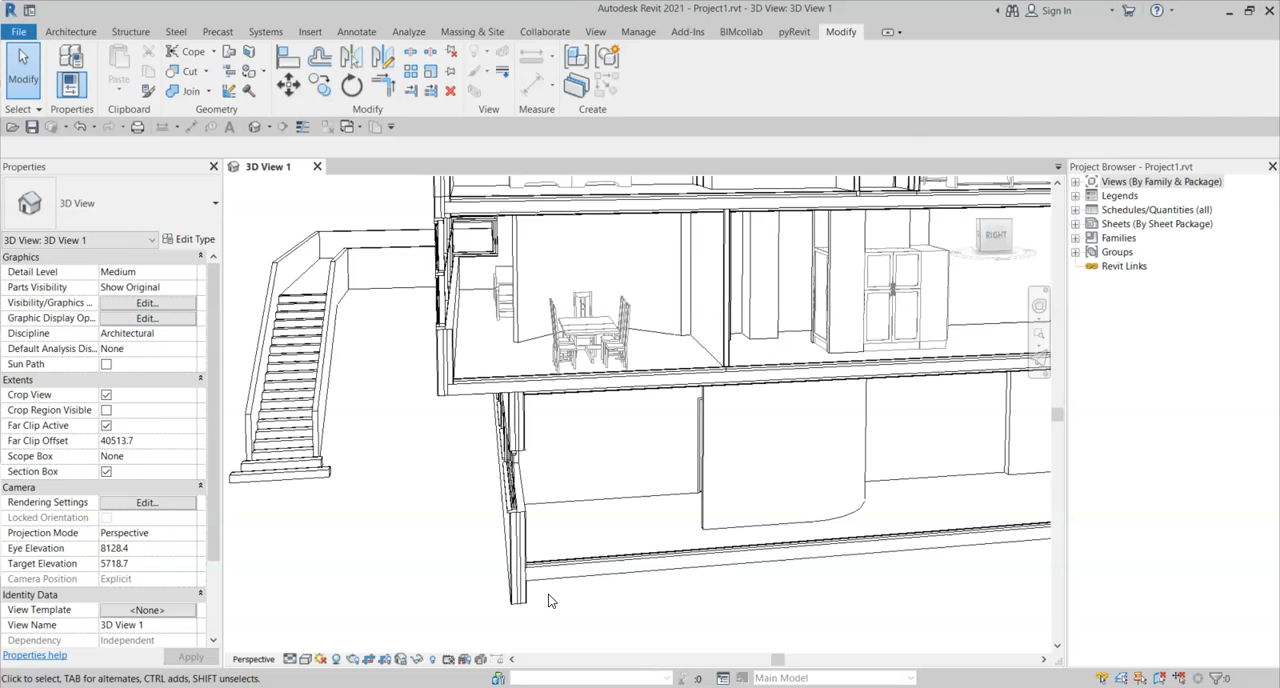 Autodesk Revit 2021 - Project1.rvt - 3D View: 3D View 1
Sign In
File Architecture Structure Steel Precast Systems Insert Annotate Analyze Massing & Site Collaborate View Manage Add-Ins BIMcollab pyRevit Modify
Modify
Paste
Cope
Cut
Join
Select Properties Clipboard Geometry Modify View Measure Create
Properties
3D View 1
Project Browser - Project1.rvt
3D View
3D View: 3D View 1
Edit Type
Graphics
Detail Level Medium
Parts Visibility Show Original
Visibility/Graphics ... Edit...
Graphic Display Op... Edit...
Discipline Architectural
Default Analysis Dis... None
Sun Path
Extents
Crop View
Crop Region Visible
Far Clip Active
Far Clip Offset 40513.7
Scope Box None
Section Box
Camera
Rendering Settings Edit...
Locked Orientation
Projection Mode Perspective
Eye Elevation 8128.4
Target Elevation 5718.7
Camera Position Explicit
Identity Data
View Template <None>
View Name 3D View 1
Dependency Independent
Properties help
Apply
RIGHT
Views (By Family & Package)
Legends
Schedules/Quantities (all)
Sheets (By Sheet Package)
Families
Groups
Revit Links
Perspective
Click to select, TAB for alternates, CTRL adds, SHIFT unselects.
:0
Main Model
:0